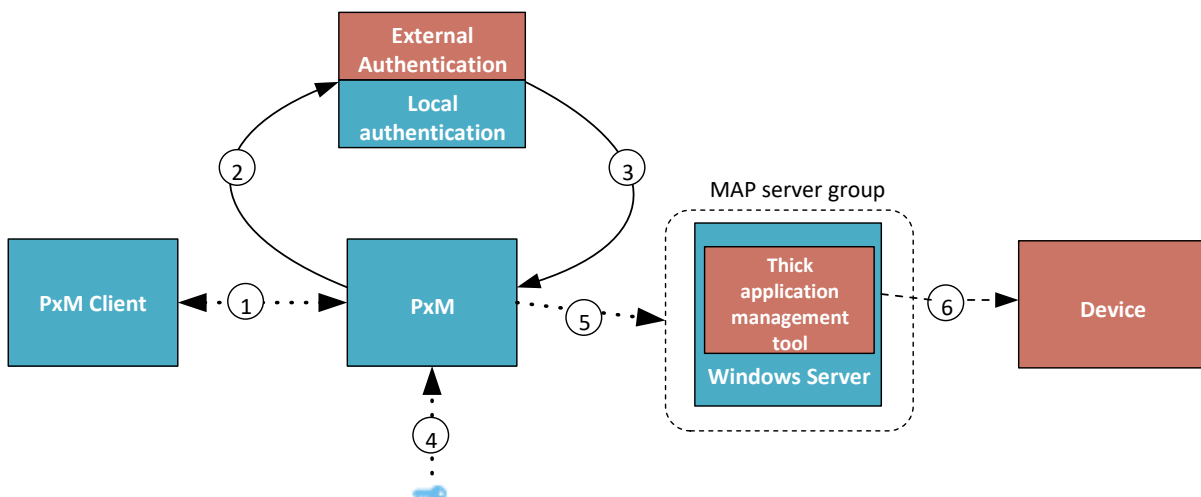 External
Authentication
Local
authentication
2
3
MAP server group
PxM Client
1
PxM
5
Thick
application
management
tool
Windows Server
6
Device
4